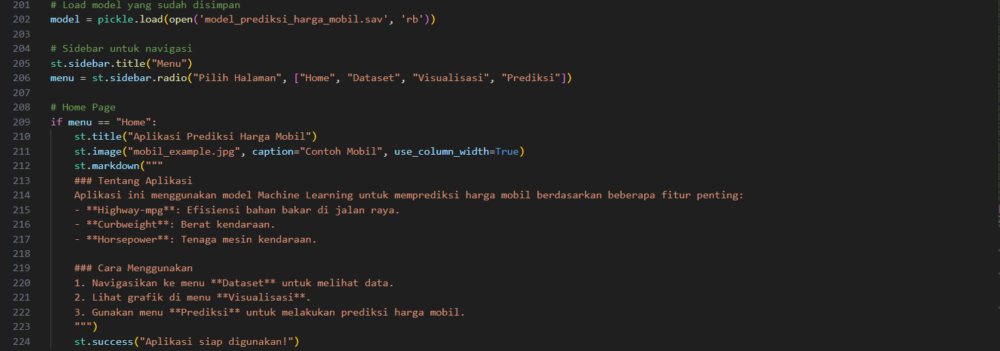 201 # Load model yang sudah disimpan
202 model = pickle.load(open('model_prediksi_harga_mobil.sav', 'rb'))
203
204 # Sidebar untuk navigasi
205 st.sidebar.title("Menu")
206 menu = st.sidebar.radio("Pilih Halaman", ["Home", "Dataset", "Visualisasi", "Prediksi"])
207
208 # Home Page
209 if menu == "Home":
210     st.title("Aplikasi Prediksi Harga Mobil")
211     st.image("mobil_example.jpg", caption="Contoh Mobil", use_column_width=True)
212     st.markdown("""
213     ### Tentang Aplikasi
214     Aplikasi ini menggunakan model Machine Learning untuk memprediksi harga mobil berdasarkan beberapa fitur penting:
215     - **Highway-mpg**: Efisiensi bahan bakar di jalan raya.
216     - **Curbweight**: Berat kendaraan.
217     - **Horsepower**: Tenaga mesin kendaraan.
218
219     ### Cara Menggunakan
220     1. Navigasikan ke menu **Dataset** untuk melihat data.
221     2. Lihat grafik di menu **Visualisasi**.
222     3. Gunakan menu **Prediksi** untuk melakukan prediksi harga mobil.
223     """)
224     st.success("Aplikasi siap digunakan!")